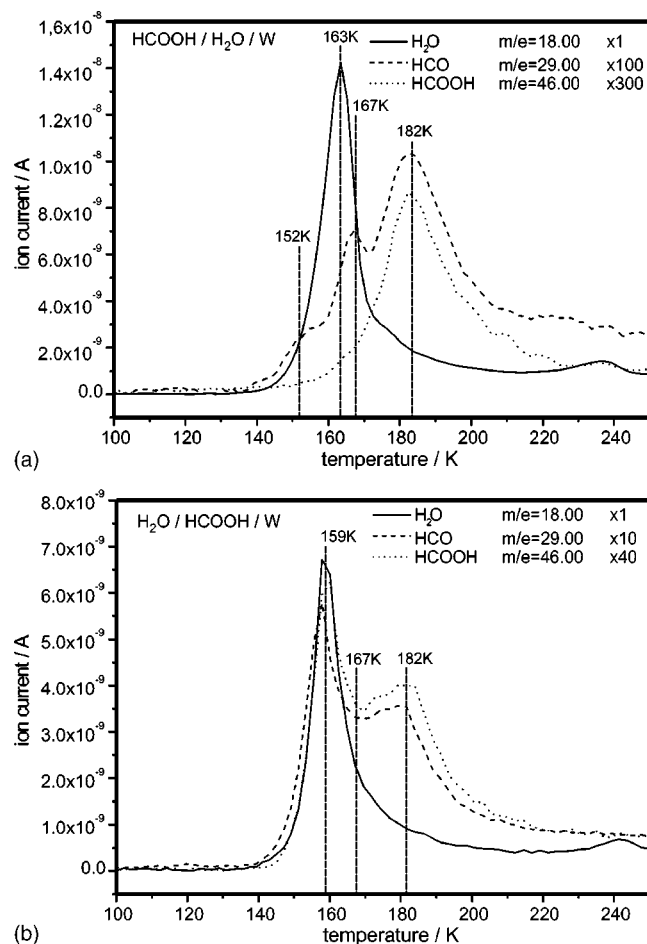 1.6x10⁻⁸
HCOOH / H₂O / W
163K
H₂O m/e=18.00 x1
HCO m/e=29.00 x100
HCOOH m/e=46.00 x300
1.4x10⁻⁸
167K
1.2x10⁻⁸
182K
1.0x10⁻⁸
8.0x10⁻⁹
6.0x10⁻⁹
152K
4.0x10⁻⁹
2.0x10⁻⁹
0.0
ion current / A
100 120 140 160 180 200 220 240
temperature / K
(a)
8.0x10⁻⁹
H₂O / HCOOH / W
H₂O m/e=18.00 x1
HCO m/e=29.00 x10
HCOOH m/e=46.00 x40
159K
7.0x10⁻⁹
6.0x10⁻⁹
5.0x10⁻⁹
167K
182K
4.0x10⁻⁹
3.0x10⁻⁹
2.0x10⁻⁹
1.0x10⁻⁹
0.0
ion current / A
100 120 140 160 180 200 220 240
temperature / K
(b)